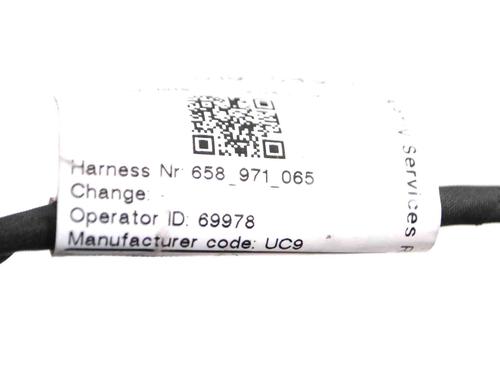 Harness Nr: 658_971_065
Change: -
Operator ID: 69978
Manufacturer code: UC9
Services